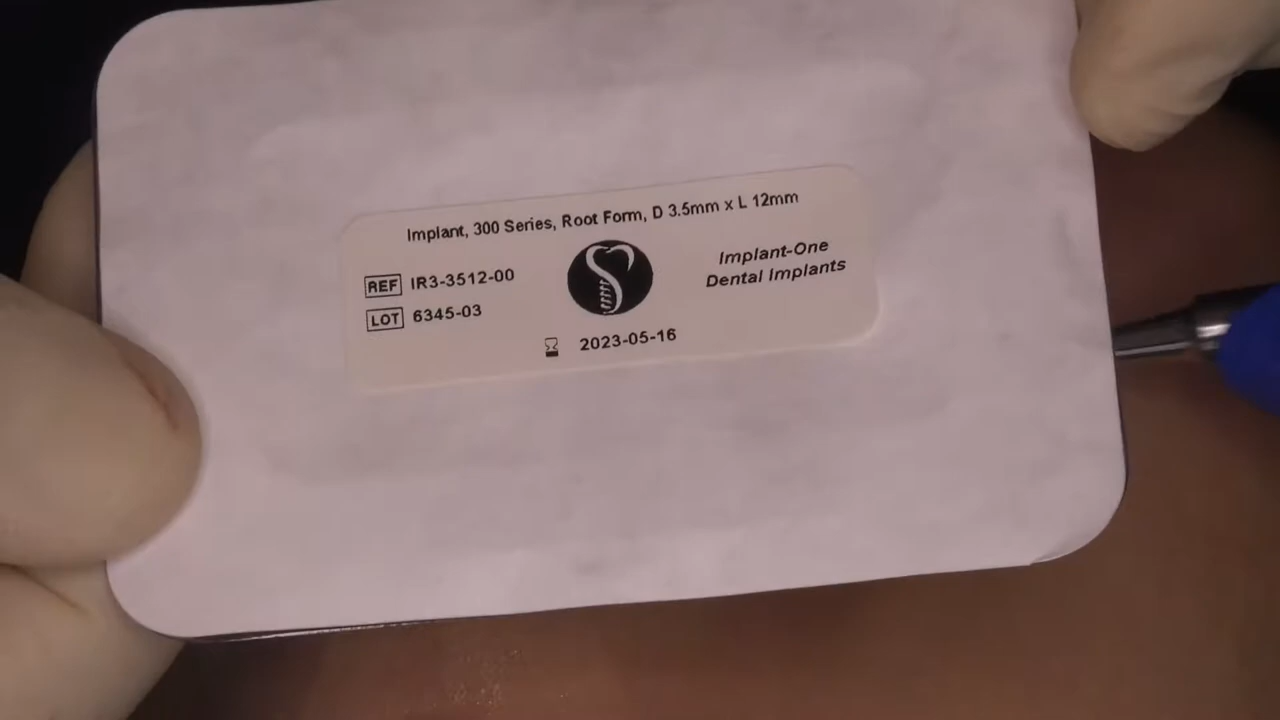 Implant, 300 Series, Root Form, D 3.5mm x L 12mm
REF IR3-3512-00
LOT 6345-03
Implant-One
Dental Implants
2023-05-16